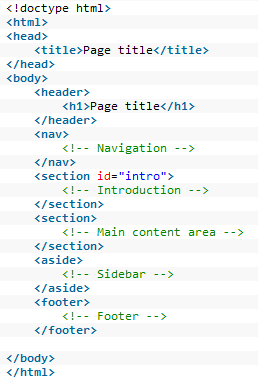 <!doctype html>
<html>
<head>
    <title>Page title</title>
</head>
<body>
    <header>
        <h1>Page title</h1>
    </header>
    <nav>
        <!-- Navigation -->
    </nav>
    <section id="intro">
        <!-- Introduction -->
    </section>
    <section>
        <!-- Main content area -->
    </section>
    <aside>
        <!-- Sidebar -->
    </aside>
    <footer>
        <!-- Footer -->
    </footer>

</body>
</html>